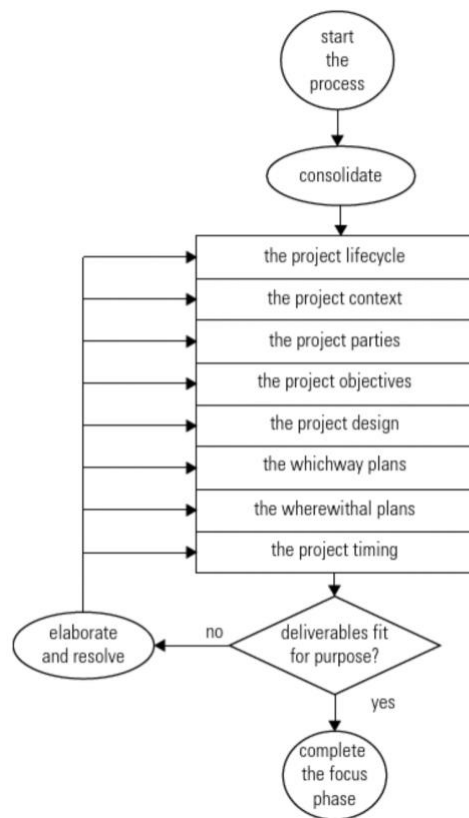 start
the
process
consolidate
the project lifecycle
the project context
the project parties
the project objectives
the project design
the whichway plans
the wherewithal plans
the project timing
elaborate
and resolve
no
deliverables fit
for purpose?
yes
complete
the focus
phase